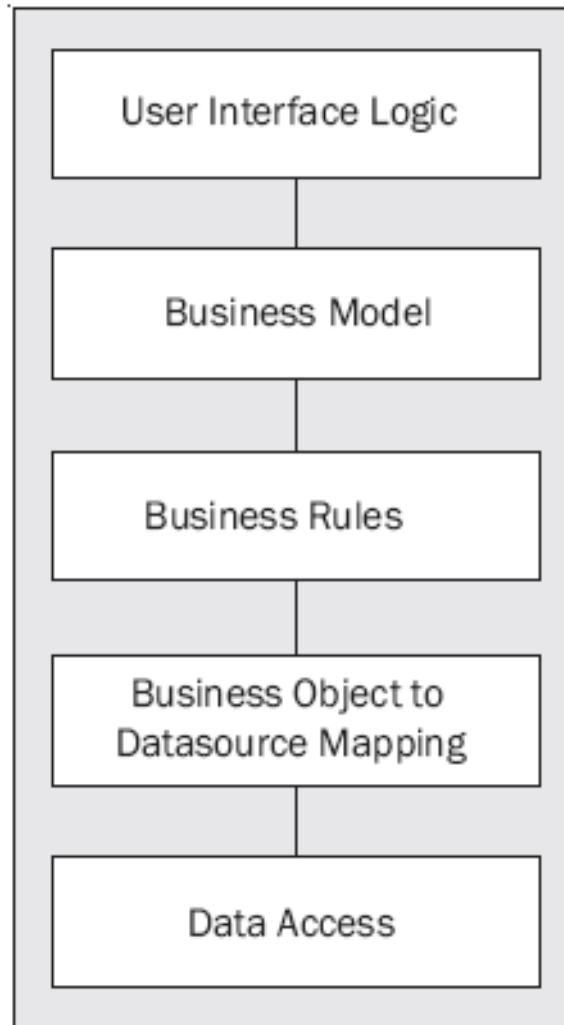 User Interface Logic
Business Model
Business Rules
Business Object to
Datasource Mapping
Data Access